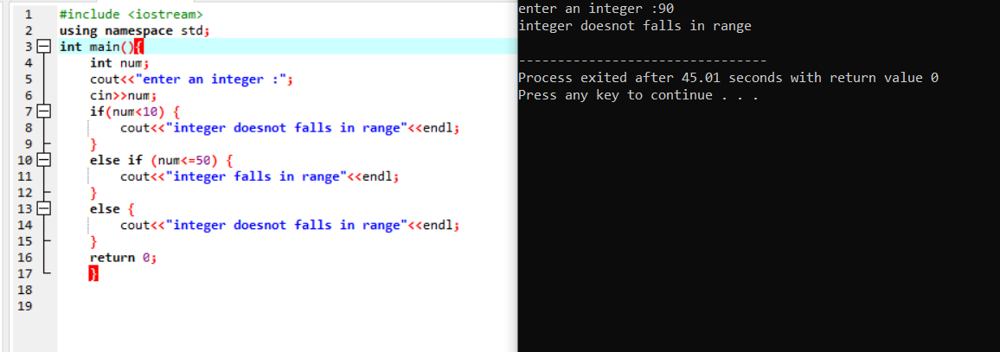 1 #include <iostream>
2 using namespace std;
3 int main(){
4 int num;
5 cout<<"enter an integer :";
6 cin>>num;
7 if(num<10) {
8 cout<<"integer doesnot falls in range"<<endl;
9 }
10 else if (num<=50) {
11 cout<<"integer falls in range"<<endl;
12 }
13 else {
14 cout<<"integer doesnot falls in range"<<endl;
15 }
16 return 0;
17 }
18
19
enter an integer :90
integer doesnot falls in range
--------------------------------
Process exited after 45.01 seconds with return value 0
Press any key to continue . . .